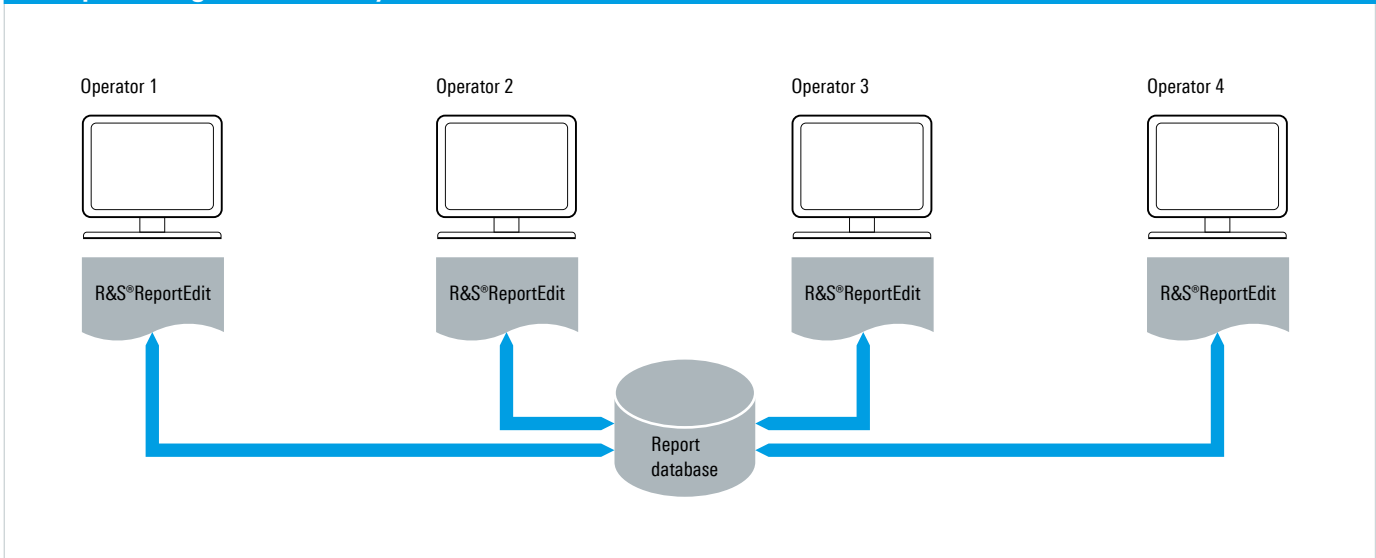 Operator 1
Operator 2
Operator 3
Operator 4
R&S®ReportEdit
R&S®ReportEdit
R&S®ReportEdit
R&S®ReportEdit
Report
database